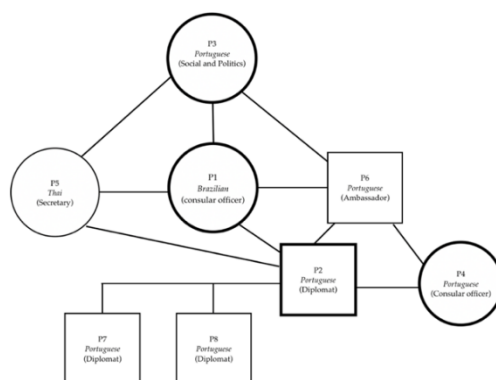 P3
Portuguese
(Social and Politics)
P5
Thai
(Secretary)
P1
Brazilian
(consular officer)
P6
Portuguese
(Ambassador)
P2
Portuguese
(Diplomat)
P4
Portuguese
(Consular officer)
P7
Portuguese
(Diplomat)
P8
Portuguese
(Diplomat)